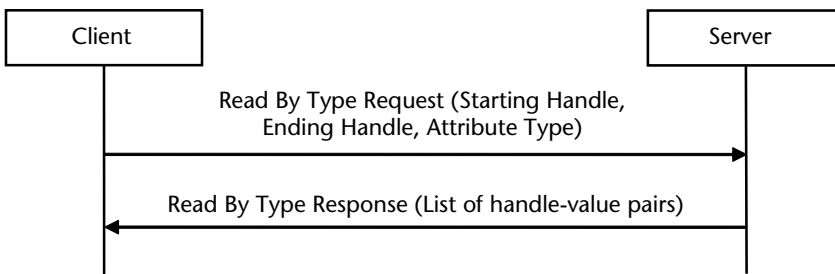 Client
Server
Read By Type Request (Starting Handle,
Ending Handle, Attribute Type)
Read By Type Response (List of handle-value pairs)